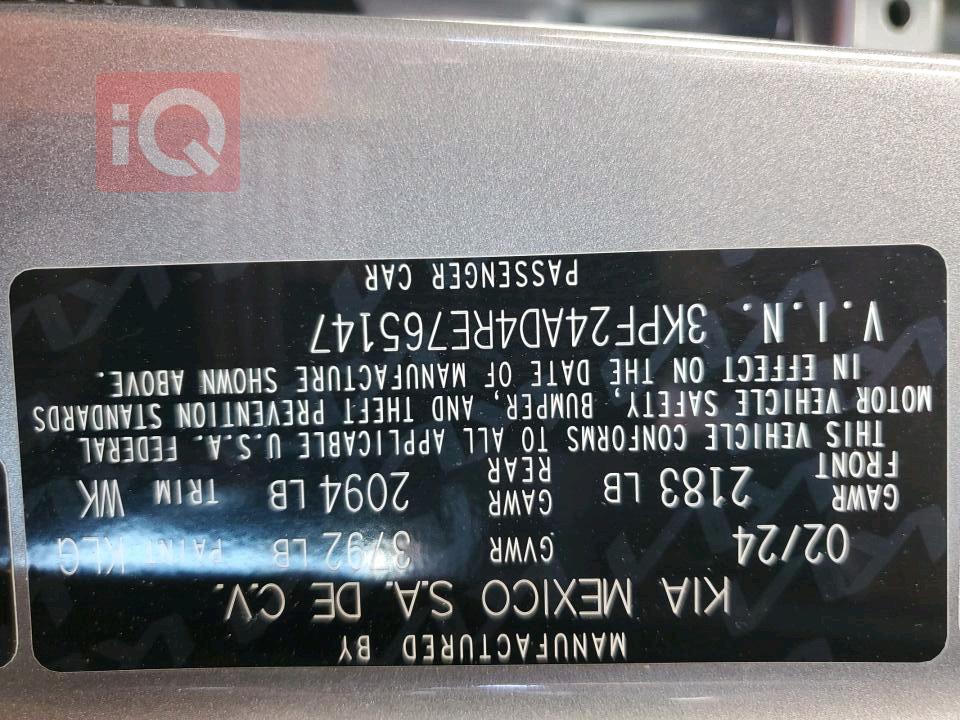 iQ
MANUFACTURED BY
KIA MEXICO S.A. DE C.V.
02/24 GVWR 3792 LB PAINT KLG
GAWR FRONT 2183 LB GAWR REAR 2094 LB TRIM WK
THIS VEHICLE CONFORMS TO ALL APPLICABLE U.S.A. FEDERAL
MOTOR VEHICLE SAFETY, BUMPER, AND THEFT PREVENTION STANDARDS
IN EFFECT ON THE DATE OF MANUFACTURE SHOWN ABOVE.
V.I.N. 3KPF24AD4RE765147
PASSENGER CAR